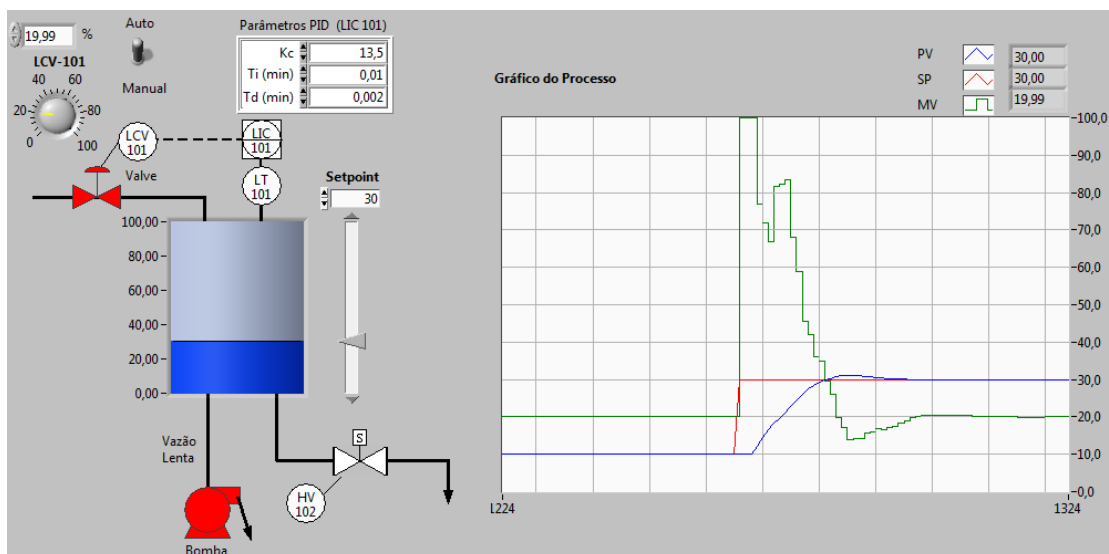 19,99 %
Auto
Manual
LCV-101
0 20 40 60 80 100
Parâmetros PID (LIC 101)
Kc 13,5
Ti (min) 0,01
Td (min) 0,002
LCV 101
LIC 101
LT 101
Valve
Setpoint
30
100,00
80,00
60,00
40,00
20,00
0,00
Vazão
Lenta
S
HV 102
Bomba
Gráfico do Processo
PV 30,00
SP 30,00
MV 19,99
100,0
90,0
80,0
70,0
60,0
50,0
40,0
30,0
20,0
10,0
0,0
1224 1324